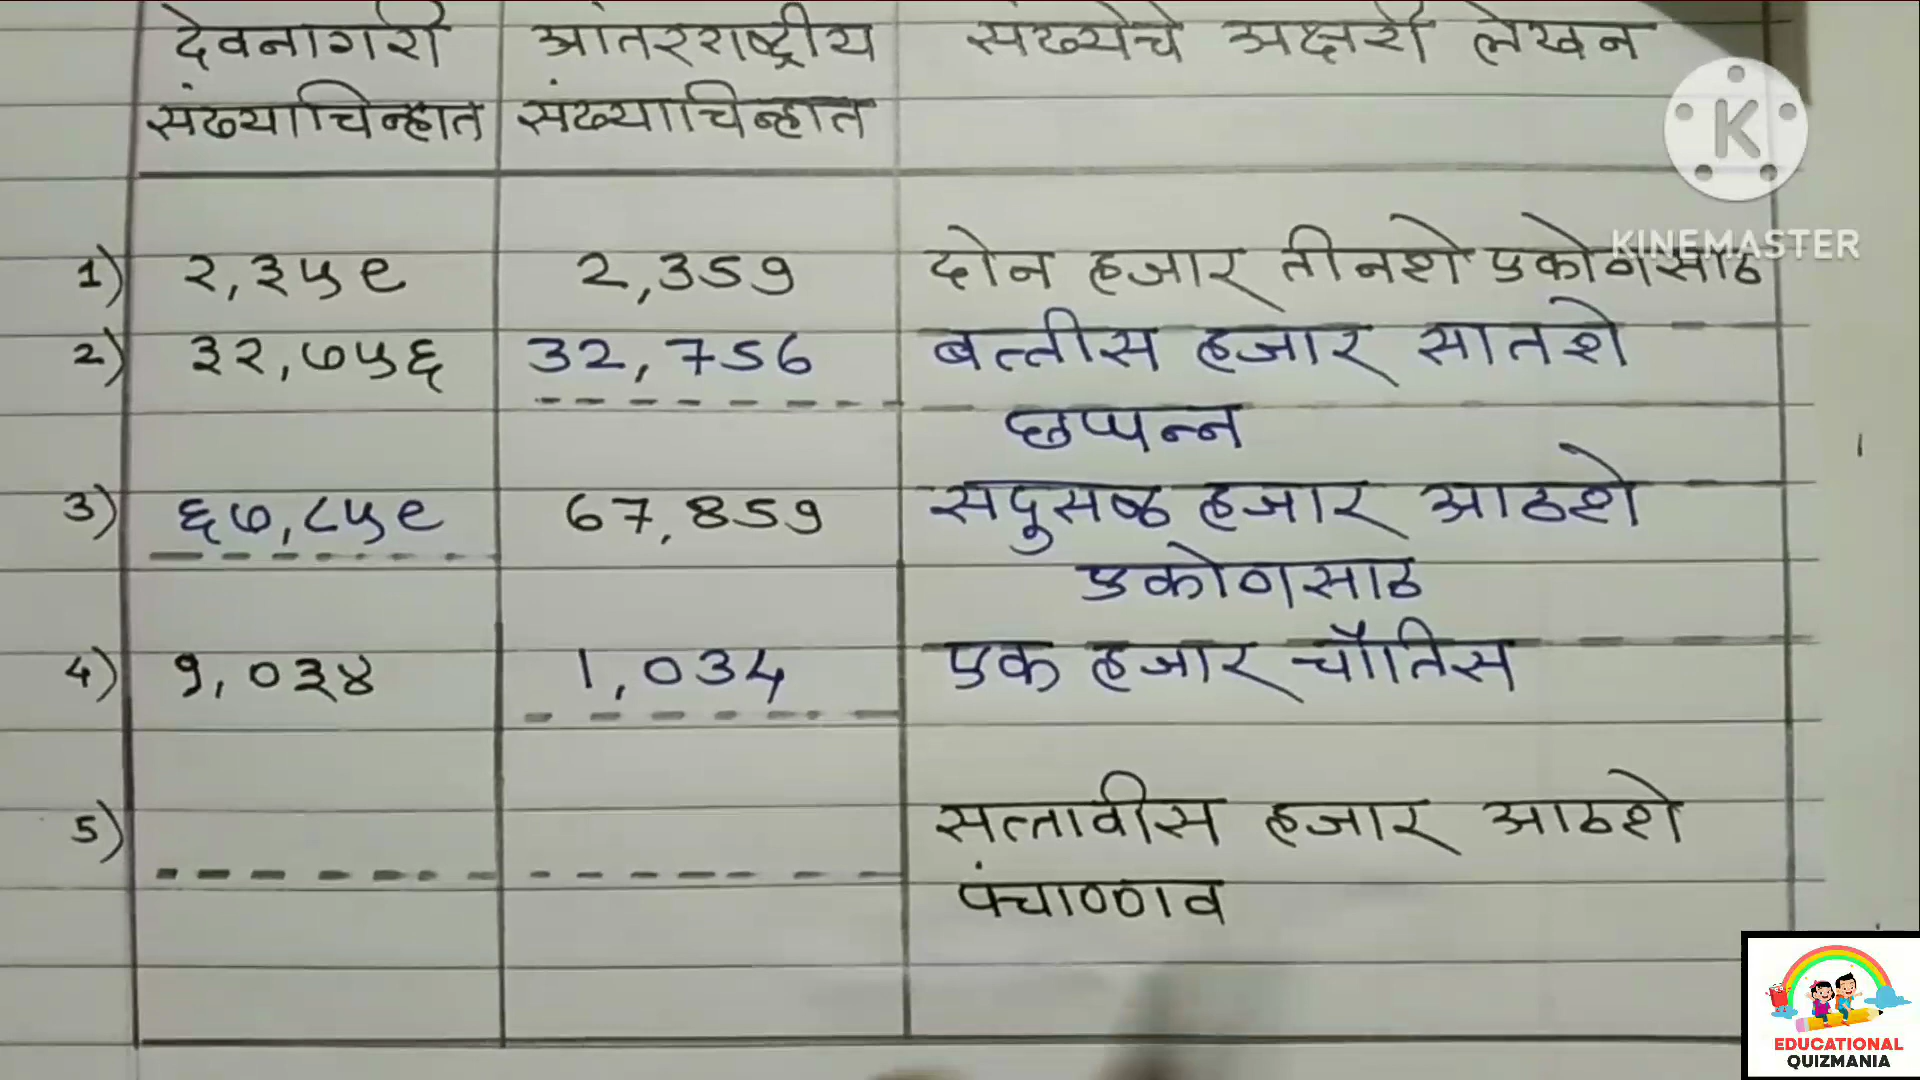 देवनागरी आंतरराष्ट्रीय संख्येचे अक्षरी लेखन
संख्याचिन्हात संख्याचिन्हात
1) २,३५९ 2,359 दोन हजार तीनशे एकोणसाठ
2) ३२,७५६ 32,756 बत्तीस हजार सातशे
छप्पन्न
3) ६७,८५९ 67,859 सदुसष्ठ हजार आठशे
एकोणसाठ
4) १,०३४ 1,034 एक हजार चौतिस
5) सत्तावीस हजार आठशे
पंचाण्णव
K
KINEMASTER
EDUCATIONAL
QUIZMANIA